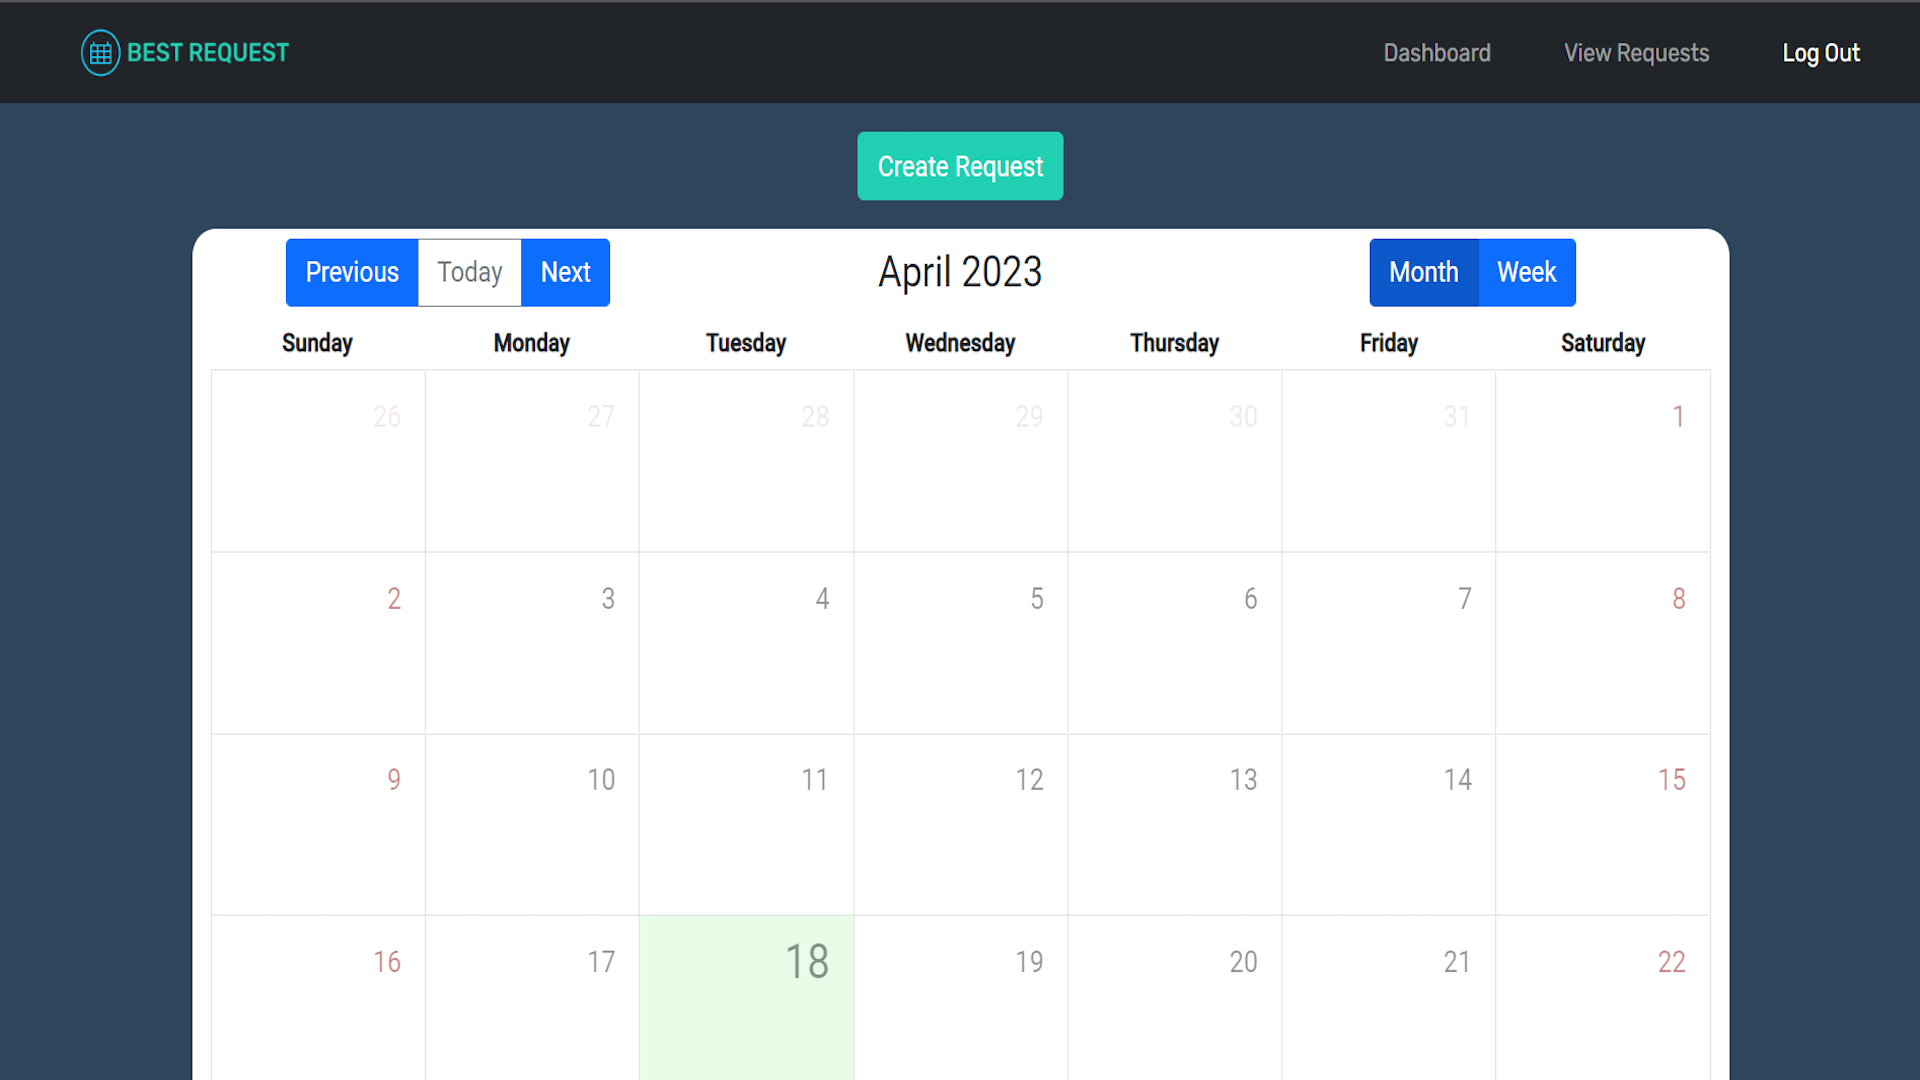 BEST REQUEST Dashboard View Requests Log Out
Create Request
Previous Today Next April 2023 Month Week
Sunday Monday Tuesday Wednesday Thursday Friday Saturday
26 27 28 29 30 31 1
2 3 4 5 6 7 8
9 10 11 12 13 14 15
16 17 18 19 20 21 22